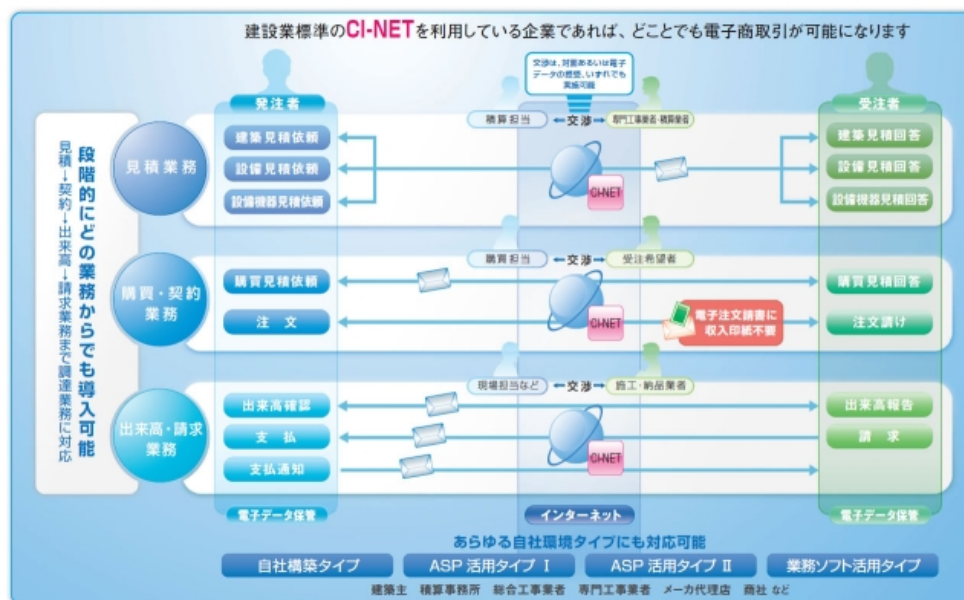 建設業標準のCI-NETを利用している企業であれば、どことでも電子商取引が可能になります
交渉は、対面あるいは電子
データの授受、いずれでも
実施可能
発注者
受注者
段階的にどの業務からでも導入可能
見積→契約→出来高→請求業務まで調達業務に対応
見積業務
積算担当
交渉
専門工事業者・積算業者
建築見積依頼
設備見積依頼
設備機器見積依頼
CI-NET
建築見積回答
設備見積回答
設備機器見積回答
購買・契約
業務
購買担当
交渉
受注希望者
購買見積依頼
注文
CI-NET
電子注文請書に
収入印紙不要
購買見積回答
注文請け
出来高・請求
業務
現場担当など
交渉
施工・納品業者
出来高確認
支払
支払通知
CI-NET
出来高報告
請求
電子データ保管
インターネット
電子データ保管
あらゆる自社環境タイプにも対応可能
自社構築タイプ
ASP 活用タイプ Ⅰ
ASP 活用タイプ Ⅱ
業務ソフト活用タイプ
建築主 積算事務所 総合工事業者 専門工事業者 メーカ代理店 商社 など